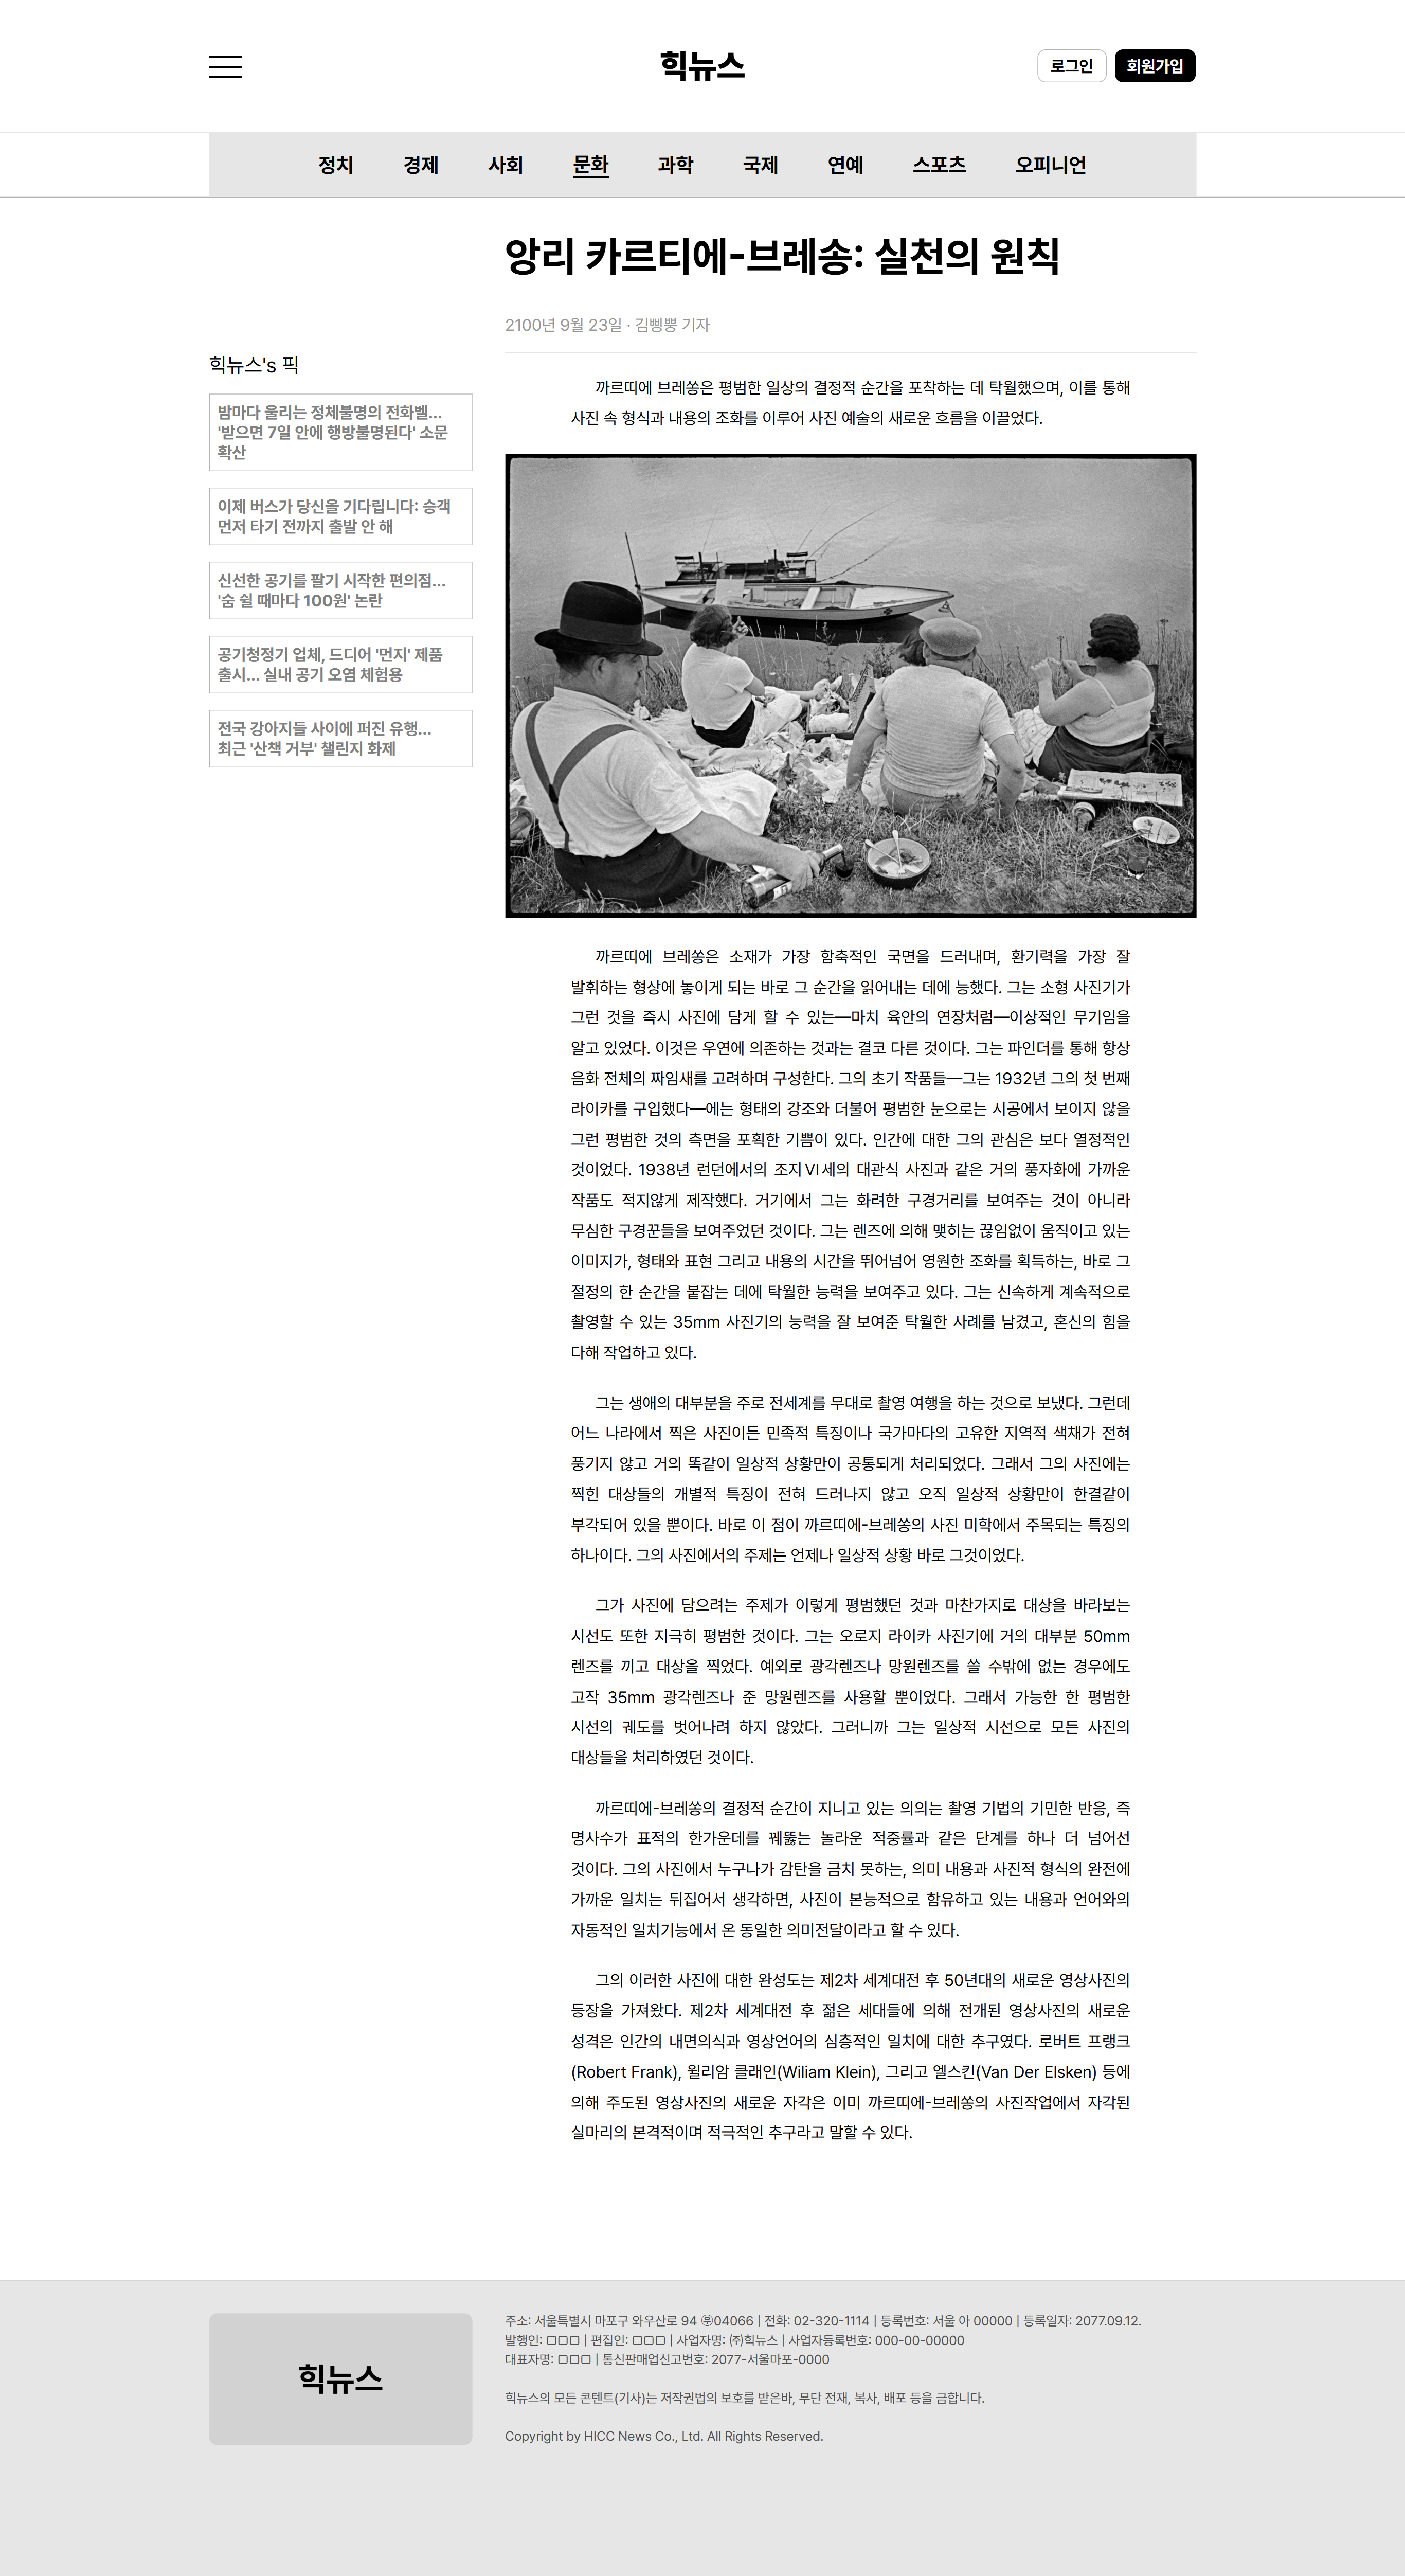 힉뉴스
로그인
회원가입
정치 경제 사회 문화 과학 국제 연예 스포츠 오피니언
앙리 카르티에-브레송: 실천의 원칙
2100년 9월 23일 · 김삥뽕 기자
힉뉴스's 픽
밤마다 울리는 정체불명의 전화벨...
'받으면 7일 안에 행방불명된다' 소문
확산
이제 버스가 당신을 기다립니다: 승객
먼저 타기 전까지 출발 안 해
신선한 공기를 팔기 시작한 편의점...
'숨 쉴 때마다 100원' 논란
공기청정기 업체, 드디어 '먼지' 제품
출시... 실내 공기 오염 체험용
전국 강아지들 사이에 퍼진 유행...
최근 '산책 거부' 챌린지 화제
까르띠에 브레쏭은 평범한 일상의 결정적 순간을 포착하는 데 탁월했으며, 이를 통해
사진 속 형식과 내용의 조화를 이루어 사진 예술의 새로운 흐름을 이끌었다.
까르띠에 브레쏭은 소재가 가장 함축적인 국면을 드러내며, 환기력을 가장 잘
발휘하는 형상에 놓이게 되는 바로 그 순간을 읽어내는 데에 능했다. 그는 소형 사진기가
그런 것을 즉시 사진에 담게 할 수 있는—마치 육안의 연장처럼—이상적인 무기임을
알고 있었다. 이것은 우연에 의존하는 것과는 결코 다른 것이다. 그는 파인더를 통해 항상
음화 전체의 짜임새를 고려하며 구성한다. 그의 초기 작품들—그는 1932년 그의 첫 번째
라이카를 구입했다—에는 형태의 강조와 더불어 평범한 눈으로는 시공에서 보이지 않을
그런 평범한 것의 측면을 포획한 기쁨이 있다. 인간에 대한 그의 관심은 보다 열정적인
것이었다. 1938년 런던에서의 조지Ⅵ세의 대관식 사진과 같은 거의 풍자화에 가까운
작품도 적지않게 제작했다. 거기에서 그는 화려한 구경거리를 보여주는 것이 아니라
무심한 구경꾼들을 보여주었던 것이다. 그는 렌즈에 의해 맺히는 끊임없이 움직이고 있는
이미지가, 형태와 표현 그리고 내용의 시간을 뛰어넘어 영원한 조화를 획득하는, 바로 그
절정의 한 순간을 붙잡는 데에 탁월한 능력을 보여주고 있다. 그는 신속하게 계속적으로
촬영할 수 있는 35mm 사진기의 능력을 잘 보여준 탁월한 사례를 남겼고, 혼신의 힘을
다해 작업하고 있다.
그는 생애의 대부분을 주로 전세계를 무대로 촬영 여행을 하는 것으로 보냈다. 그런데
어느 나라에서 찍은 사진이든 민족적 특징이나 국가마다의 고유한 지역적 색채가 전혀
풍기지 않고 거의 똑같이 일상적 상황만이 공통되게 처리되었다. 그래서 그의 사진에는
찍힌 대상들의 개별적 특징이 전혀 드러나지 않고 오직 일상적 상황만이 한결같이
부각되어 있을 뿐이다. 바로 이 점이 까르띠에-브레쏭의 사진 미학에서 주목되는 특징의
하나이다. 그의 사진에서의 주제는 언제나 일상적 상황 바로 그것이었다.
그가 사진에 담으려는 주제가 이렇게 평범했던 것과 마찬가지로 대상을 바라보는
시선도 또한 지극히 평범한 것이다. 그는 오로지 라이카 사진기에 거의 대부분 50mm
렌즈를 끼고 대상을 찍었다. 예외로 광각렌즈나 망원렌즈를 쓸 수밖에 없는 경우에도
고작 35mm 광각렌즈나 준 망원렌즈를 사용할 뿐이었다. 그래서 가능한 한 평범한
시선의 궤도를 벗어나려 하지 않았다. 그러니까 그는 일상적 시선으로 모든 사진의
대상들을 처리하였던 것이다.
까르띠에-브레쏭의 결정적 순간이 지니고 있는 의의는 촬영 기법의 기민한 반응, 즉
명사수가 표적의 한가운데를 꿰뚫는 놀라운 적중률과 같은 단계를 하나 더 넘어선
것이다. 그의 사진에서 누구나가 감탄을 금치 못하는, 의미 내용과 사진적 형식의 완전에
가까운 일치는 뒤집어서 생각하면, 사진이 본능적으로 함유하고 있는 내용과 언어와의
자동적인 일치기능에서 온 동일한 의미전달이라고 할 수 있다.
그의 이러한 사진에 대한 완성도는 제2차 세계대전 후 50년대의 새로운 영상사진의
등장을 가져왔다. 제2차 세계대전 후 젊은 세대들에 의해 전개된 영상사진의 새로운
성격은 인간의 내면의식과 영상언어의 심층적인 일치에 대한 추구였다. 로버트 프랭크
(Robert Frank), 윌리암 클래인(Wiliam Klein), 그리고 엘스킨(Van Der Elsken) 등에
의해 주도된 영상사진의 새로운 자각은 이미 까르띠에-브레쏭의 사진작업에서 자각된
실마리의 본격적이며 적극적인 추구라고 말할 수 있다.
힉뉴스
주소: 서울특별시 마포구 와우산로 94 ㉾04066 | 전화: 02-320-1114 | 등록번호: 서울 아 00000 | 등록일자: 2077.09.12.
발행인: ▢▢▢ | 편집인: ▢▢▢ | 사업자명: ㈜힉뉴스 | 사업자등록번호: 000-00-00000
대표자명: ▢▢▢ | 통신판매업신고번호: 2077-서울마포-0000
힉뉴스의 모든 콘텐트(기사)는 저작권법의 보호를 받은바, 무단 전재, 복사, 배포 등을 금합니다.
Copyright by HICC News Co., Ltd. All Rights Reserved.